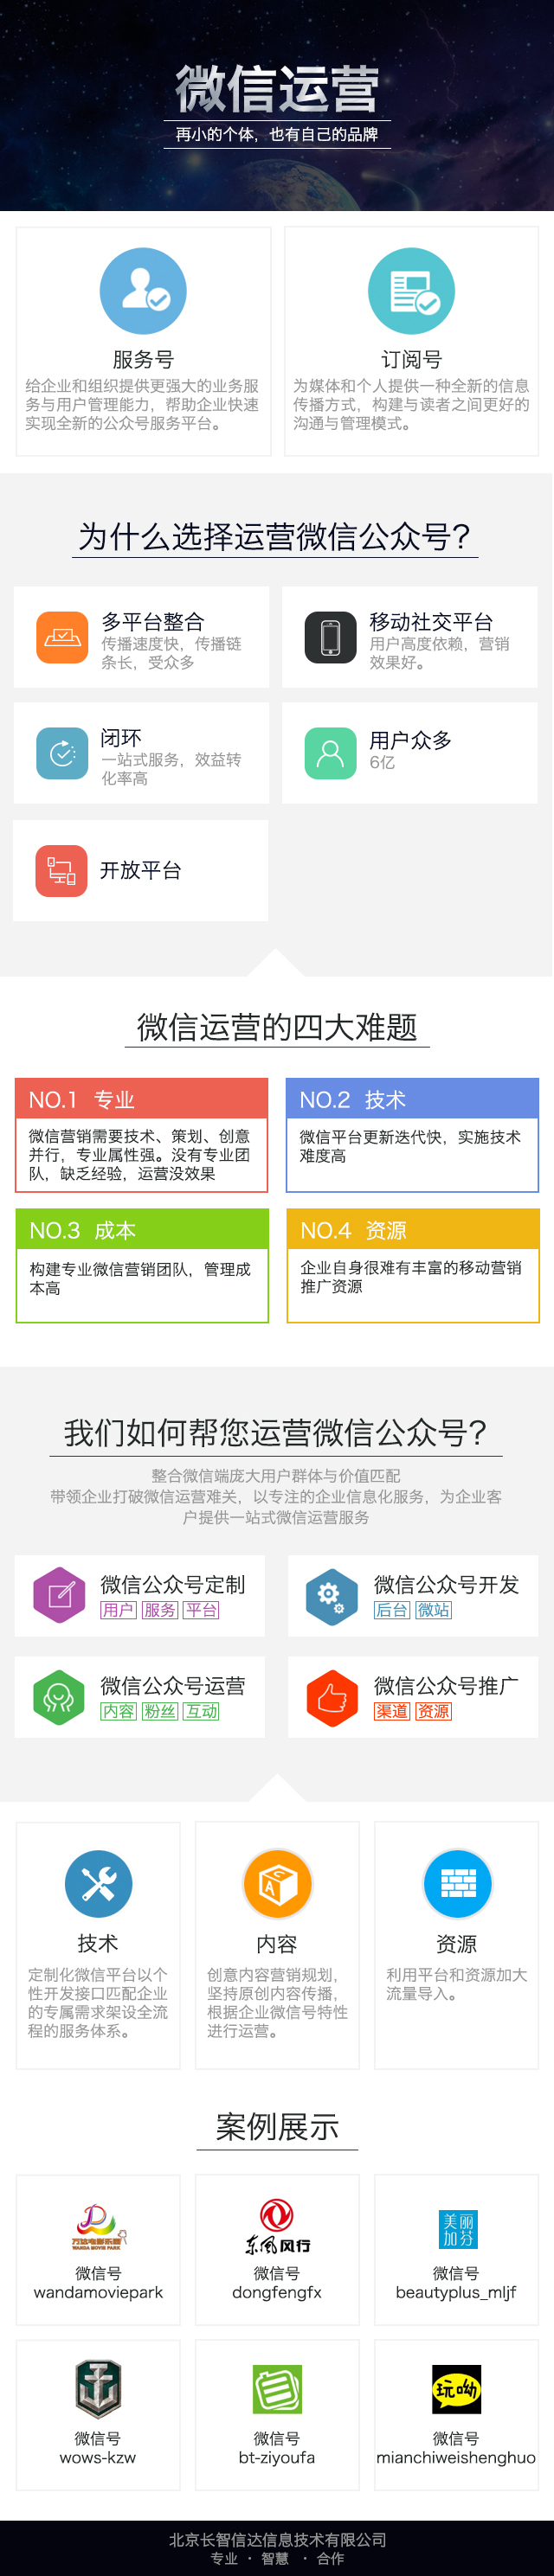 微信运营
再小的个体，也有自己的品牌
服务号
给企业和组织提供更强大的业务服
务与用户管理能力，帮助企业快速
实现全新的公众号服务平台。
订阅号
为媒体和个人提供一种全新的信息
传播方式，构建与读者之间更好的
沟通与管理模式。
为什么选择运营微信公众号?
多平台整合
传播速度快，传播链
条长，受众多
移动社交平台
用户高度依赖，营销
效果好。
闭环
一站式服务，效益转
化率高
用户众多
6亿
开放平台
微信运营的四大难题
NO.1 专业
微信营销需要技术、策划、创意
并行，专业属性强。没有专业团
队，缺乏经验，运营没效果
NO.2 技术
微信平台更新迭代快，实施技术
难度高
NO.3 成本
构建专业微信营销团队，管理成
本高
NO.4 资源
企业自身很难有丰富的移动营销
推广资源
我们如何帮您运营微信公众号?
整合微信端庞大用户群体与价值匹配
带领企业打破微信运营难关，以专注的企业信息化服务，为企业客
户提供一站式微信运营服务
微信公众号定制
用户 服务 平台
微信公众号开发
后台 微站
微信公众号运营
内容 粉丝 互动
微信公众号推广
渠道 资源
技术
定制化微信平台以个
性开发接口匹配企业
的专属需求架设全流
程的服务体系。
A
内容
创意内容营销规划，
坚持原创内容传播，
根据企业微信号特性
进行运营。
资源
利用平台和资源加大
流量导入。
案例展示
万达电影乐园
WANDA MOVIE PARK
微信号
wandamoviepark
东风风行
微信号
dongfengfx
美丽
加芬
微信号
beautyplus_mljf
微信号
wows-kzw
微信号
bt-ziyoufa
玩呦
微信号
mianchiweishenghuo
北京长智信达信息技术有限公司
专业 · 智慧 · 合作